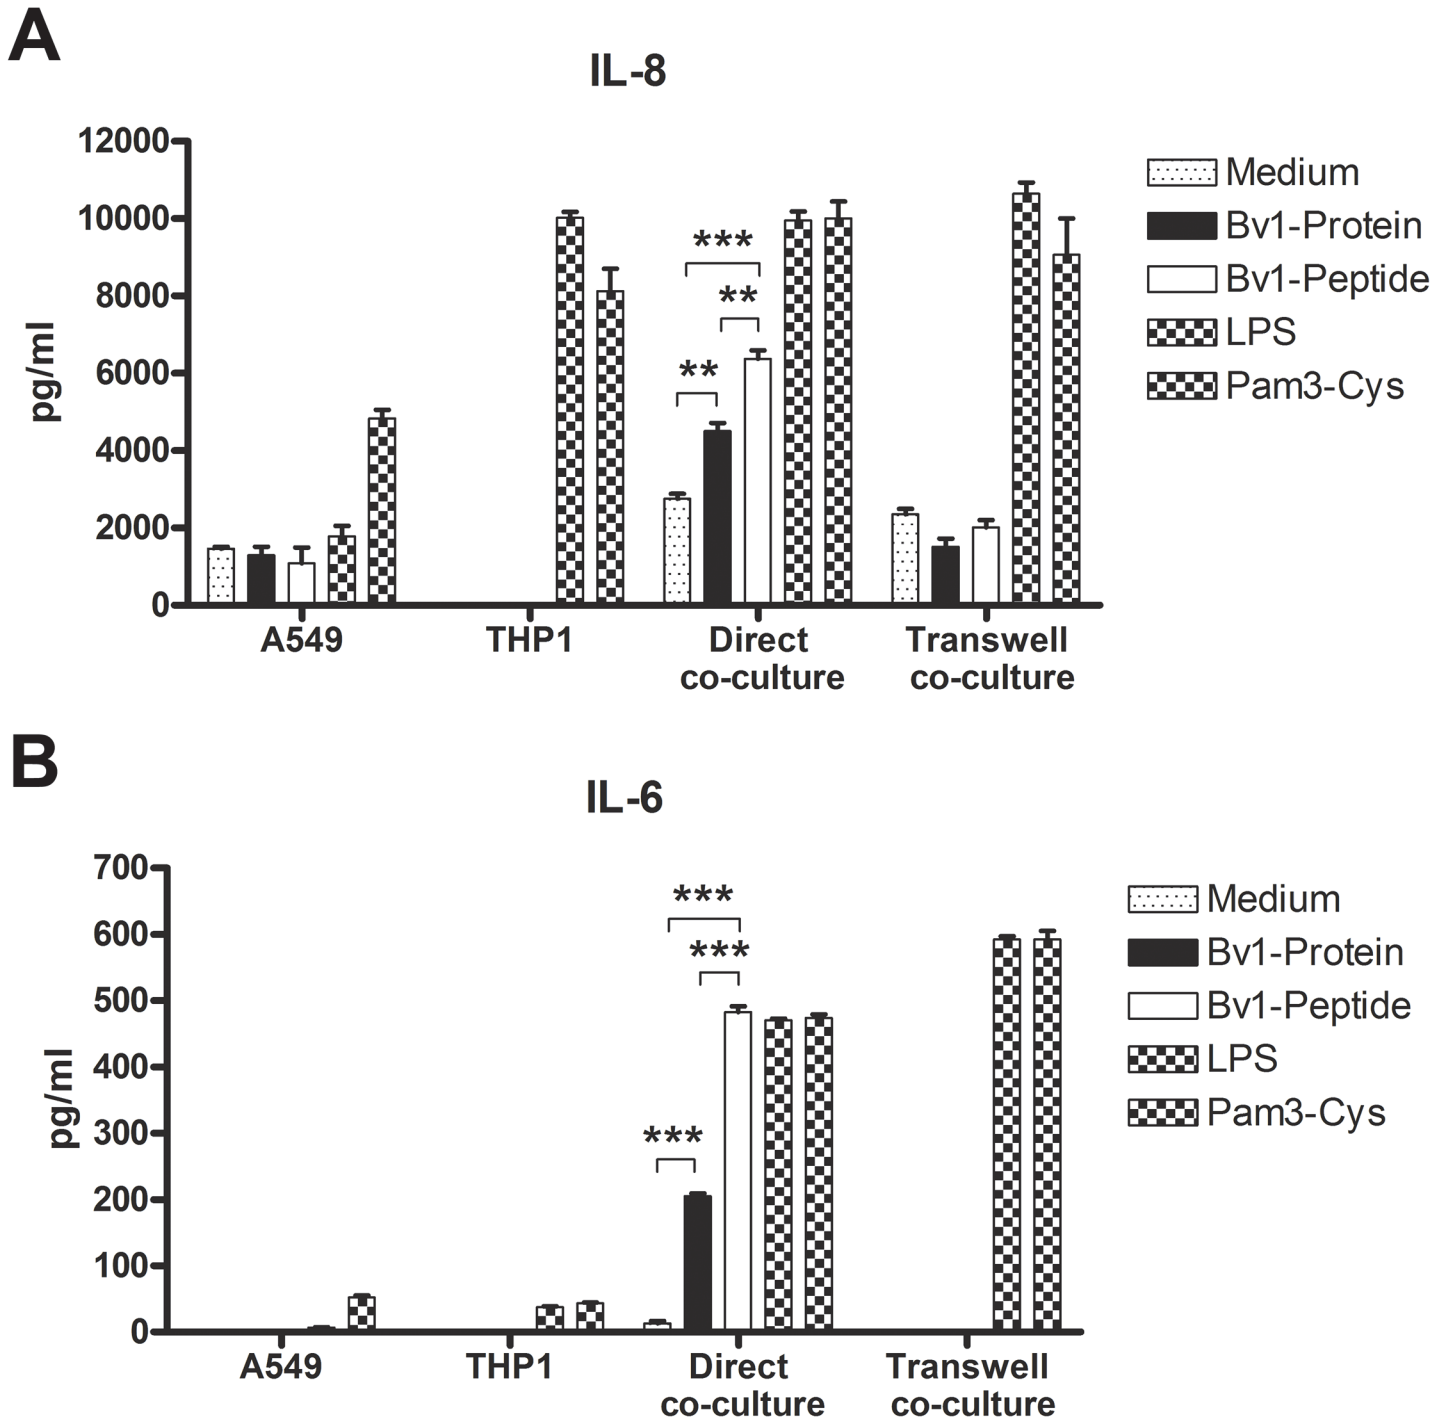 A
IL-8
12000
10000
8000
6000
4000
2000
0
pg/ml
***
**
**
A549
THP1
Direct
co-culture
Transwell
co-culture
Medium
Bv1-Protein
Bv1-Peptide
LPS
Pam3-Cys
B
IL-6
700
600
500
400
300
200
100
0
pg/ml
***
***
***
A549
THP1
Direct
co-culture
Transwell
co-culture
Medium
Bv1-Protein
Bv1-Peptide
LPS
Pam3-Cys